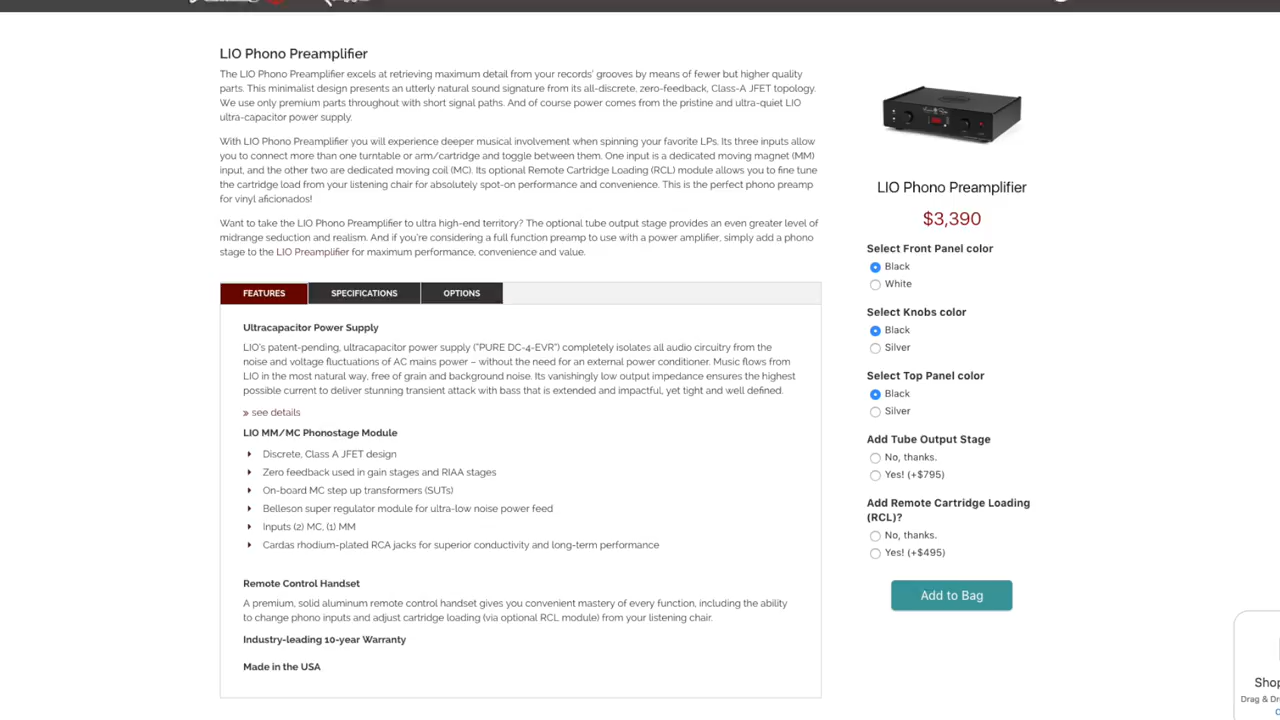 LIO Phono Preamplifier
The LIO Phono Preamplifier excels at retrieving maximum detail from your records' grooves by means of fewer but higher quality
parts. This minimalist design presents an utterly natural sound signature from its all-discrete, zero-feedback, Class-A JFET topology.
We use only premium parts throughout with short signal paths. And of course power comes from the pristine and ultra-quiet LIO
ultra-capacitor power supply.
With LIO Phono Preamplifier you will experience deeper musical involvement when spinning your favorite LPs. Its three inputs allow
you to connect more than one turntable or arm/cartridge and toggle between them. One input is a dedicated moving magnet (MM)
input, and the other two are dedicated moving coil (MC). Its optional Remote Cartridge Loading (RCL) module allows you to fine tune
the cartridge load from your listening chair for absolutely spot-on performance and convenience. This is the perfect phono preamp
for vinyl aficionados!
Want to take the LIO Phono Preamplifier to ultra high-end territory? The optional tube output stage provides an even greater level of
midrange seduction and realism. And if you're considering a full function preamp to use with a power amplifier, simply add a phono
stage to the LIO Preamplifier for maximum performance, convenience and value.
FEATURES SPECIFICATIONS OPTIONS
Ultracapacitor Power Supply
LIO's patent-pending, ultracapacitor power supply ("PURE DC-4-EVR") completely isolates all audio circuitry from the
noise and voltage fluctuations of AC mains power – without the need for an external power conditioner. Music flows from
LIO in the most natural way, free of grain and background noise. Its vanishingly low output impedance ensures the highest
possible current to deliver stunning transient attack with bass that is extended and impactful, yet tight and well defined.
» see details
LIO MM/MC Phonostage Module
Discrete, Class A JFET design
Zero feedback used in gain stages and RIAA stages
On-board MC step up transformers (SUTs)
Belleson super regulator module for ultra-low noise power feed
Inputs (2) MC, (1) MM
Cardas rhodium-plated RCA jacks for superior conductivity and long-term performance
Remote Control Handset
A premium, solid aluminum remote control handset gives you convenient mastery of every function, including the ability
to change phono inputs and adjust cartridge loading (via optional RCL module) from your listening chair.
Industry-leading 10-year Warranty
Made in the USA
LIO Phono Preamplifier
$3,390
Select Front Panel color
Black
White
Select Knobs color
Black
Silver
Select Top Panel color
Black
Silver
Add Tube Output Stage
No, thanks.
Yes! (+$795)
Add Remote Cartridge Loading
(RCL)?
No, thanks.
Yes! (+$495)
Add to Bag
Shop
Drag & Dr